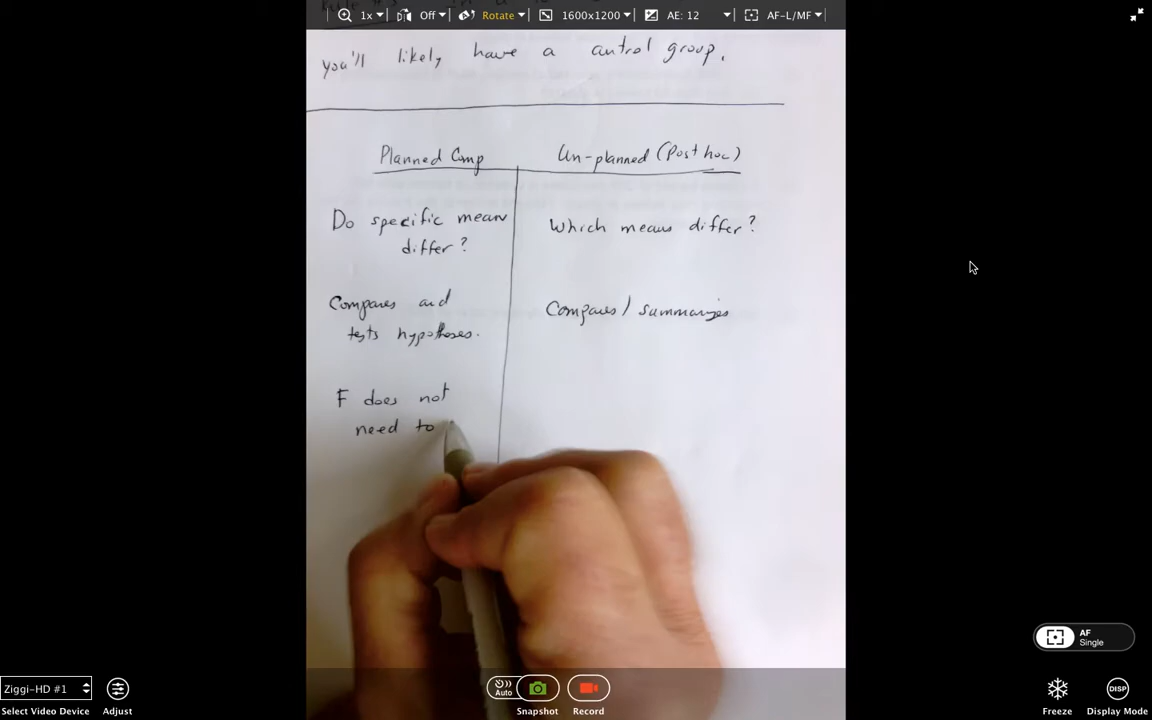 1x Off Rotate 1600x1200 AE: 12 AF-L/MF
you'll likely have a control group.
Planned Comp Un-planned (Post hoc)
Do specific means Which means differ?
differ?
Compares and Compares / summarizes
tests hypotheses.
F does not
need to
AF
Single
Ziggi-HD #1 Auto
Select Video Device Adjust Snapshot Record Freeze DISP Display Mode